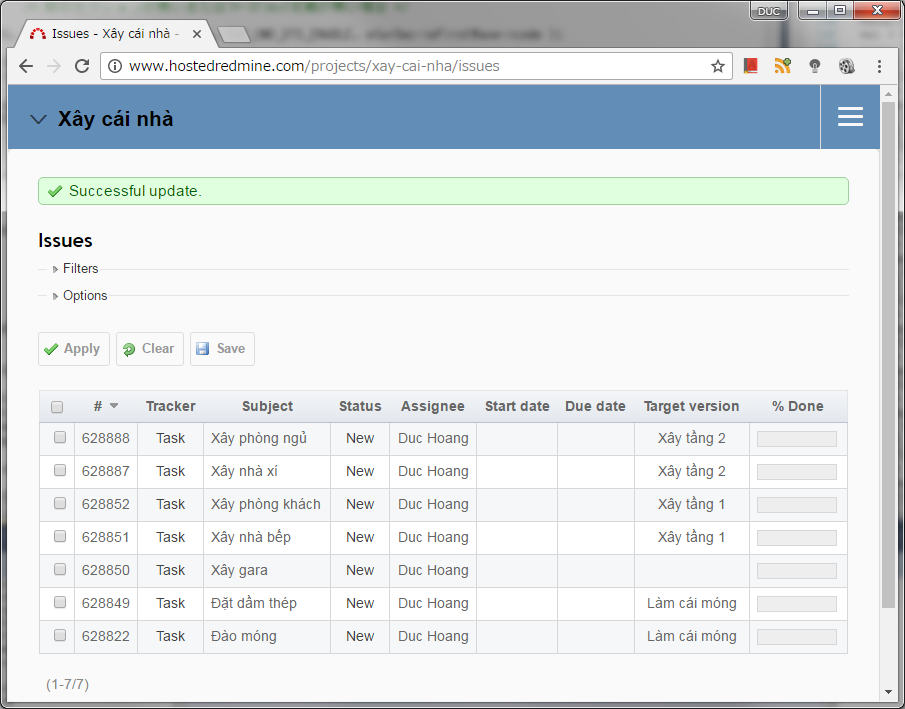 DUC
Issues - Xây cái nhà -
www.hostedredmine.com/projects/xay-cai-nha/issues
Xây cái nhà
Successful update.
Issues
Filters
Options
Apply Clear Save
# Tracker Subject Status Assignee Start date Due date Target version % Done
628888 Task Xây phòng ngủ New Duc Hoang Xây tầng 2
628887 Task Xây nhà xí New Duc Hoang Xây tầng 2
628852 Task Xây phòng khách New Duc Hoang Xây tầng 1
628851 Task Xây nhà bếp New Duc Hoang Xây tầng 1
628850 Task Xây gara New Duc Hoang
628849 Task Đặt dầm thép New Duc Hoang Làm cái móng
628822 Task Đào móng New Duc Hoang Làm cái móng
(1-7/7)